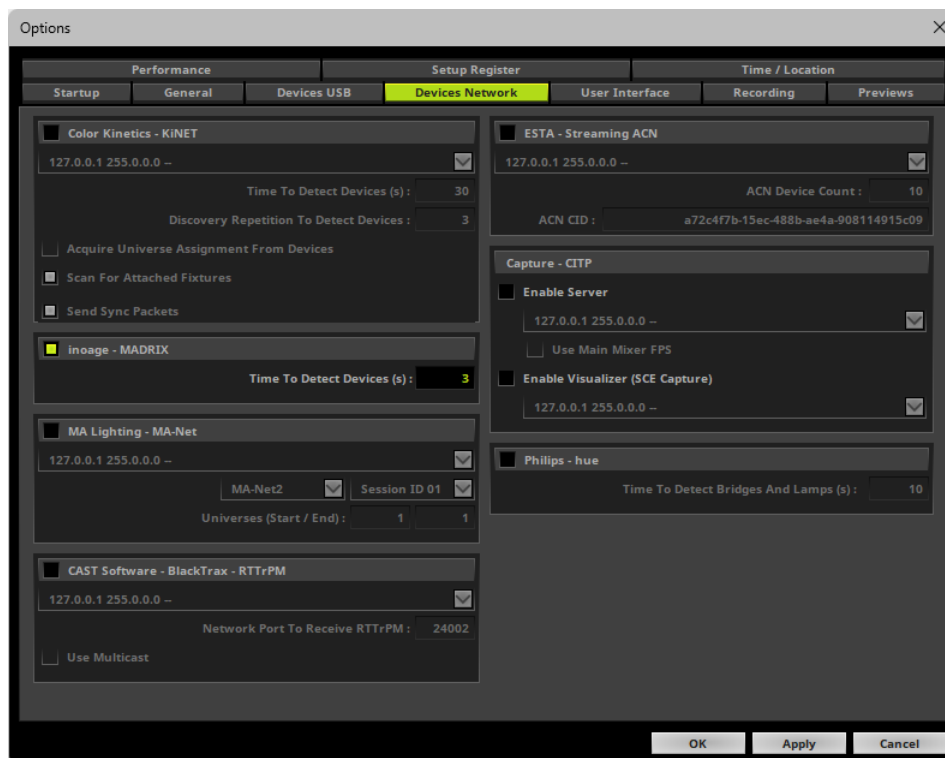 Options
Performance
Setup Register
Time / Location
Startup
General
Devices USB
Devices Network
User Interface
Recording
Previews
Color Kinetics - KiNET
127.0.0.1 255.0.0.0 --
Time To Detect Devices (s) : 30
Discovery Repetition To Detect Devices : 3
Acquire Universe Assignment From Devices
Scan For Attached Fixtures
Send Sync Packets
inoage - MADRIX
Time To Detect Devices (s) : 3
MA Lighting - MA-Net
127.0.0.1 255.0.0.0 --
MA-Net2 Session ID 01
Universes (Start / End) : 1 1
CAST Software - BlackTrax - RTTrPM
127.0.0.1 255.0.0.0 --
Network Port To Receive RTTrPM : 24002
Use Multicast
ESTA - Streaming ACN
127.0.0.1 255.0.0.0 --
ACN Device Count : 10
ACN CID : a72c4f7b-15ec-488b-ae4a-908114915c09
Capture - CITP
Enable Server
127.0.0.1 255.0.0.0 --
Use Main Mixer FPS
Enable Visualizer (SCE Capture)
127.0.0.1 255.0.0.0 --
Philips - hue
Time To Detect Bridges And Lamps (s) : 10
OK
Apply
Cancel